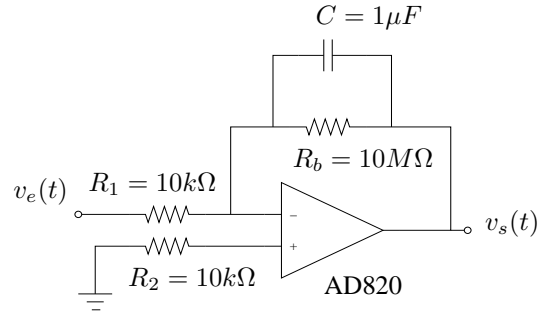 C = 1μF
R_b = 10MΩ
v_e(t)
R_1 = 10kΩ
−
+
v_s(t)
R_2 = 10kΩ
AD820